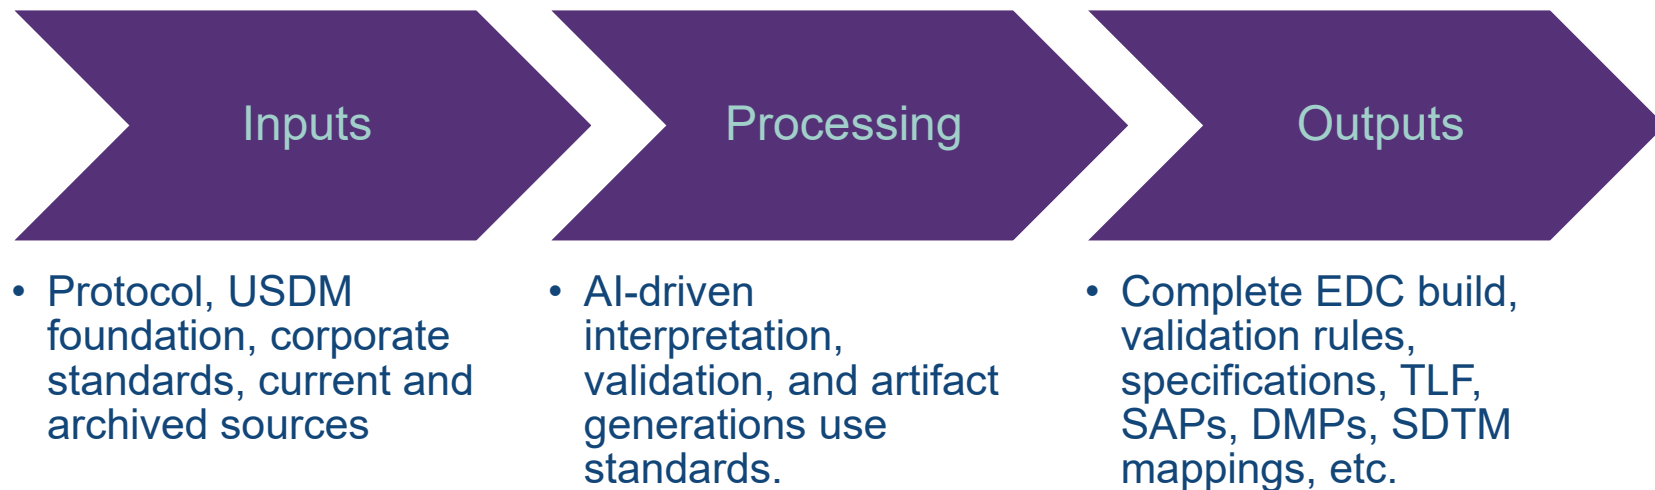 Inputs
Processing
Outputs
• Protocol, USDM
foundation, corporate
standards, current and
archived sources
• AI-driven
interpretation,
validation, and artifact
generations use
standards.
• Complete EDC build,
validation rules,
specifications, TLF,
SAPs, DMPs, SDTM
mappings, etc.